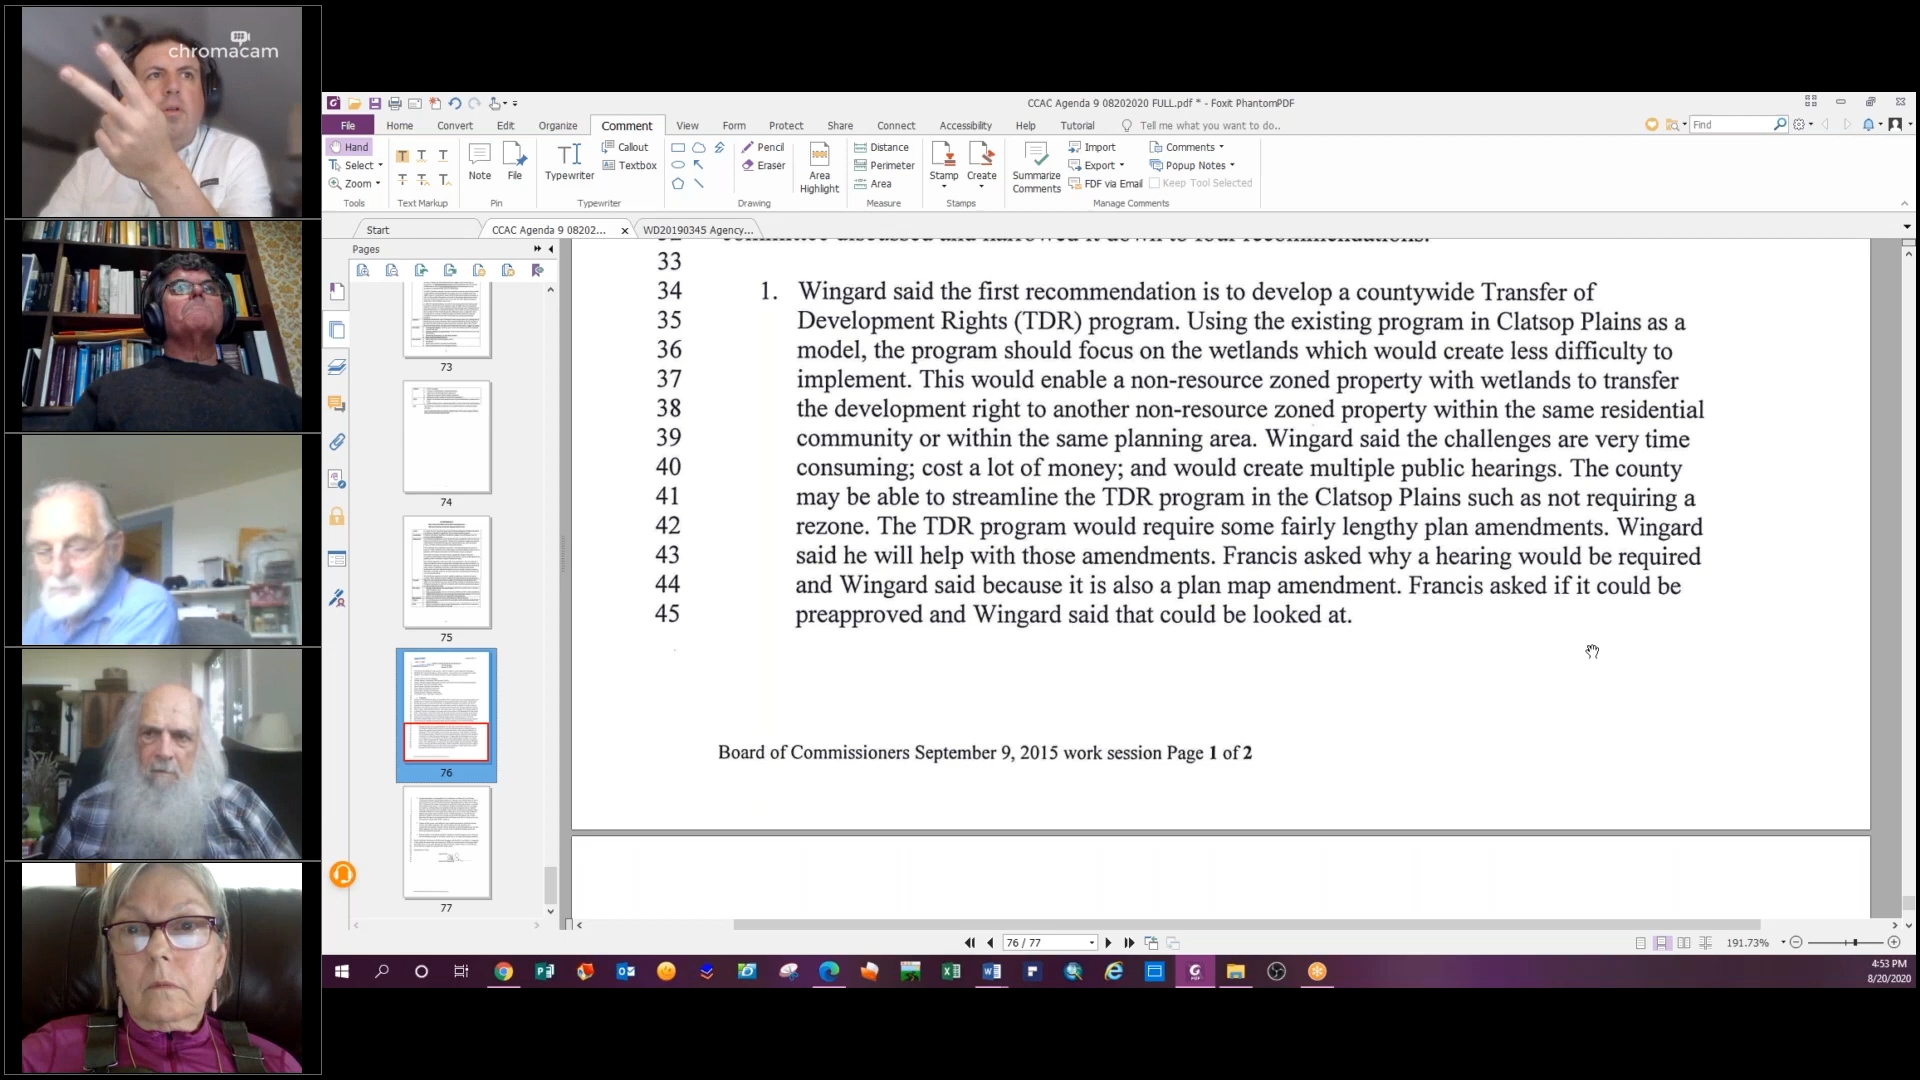 chromacam
CCAC Agenda 9 08202020 FULL.pdf * - Foxit PhantomPDF
File Home Convert Edit Organize Comment View Form Protect Share Connect Accessibility Help Tutorial Tell me what you want to do.. Find
Hand
Select
Zoom
Tools
Text Markup
Note
File
Pin
Typewriter
Callout
Textbox
Typewriter
Pencil
Eraser
Area
Highlight
Drawing
Distance
Perimeter
Area
Measure
Stamp
Create
Stamps
Summarize
Comments
Import
Export
FDF via Email
Comments
Popup Notes
Keep Tool Selected
Manage Comments
Start
CCAC Agenda 9 08202...
WD20190345 Agency...
Pages
73
74
75
76
77
32 committee discussed and narrowed it down to four recommendations.
33
34 1. Wingard said the first recommendation is to develop a countywide Transfer of
35 Development Rights (TDR) program. Using the existing program in Clatsop Plains as a
36 model, the program should focus on the wetlands which would create less difficulty to
37 implement. This would enable a non-resource zoned property with wetlands to transfer
38 the development right to another non-resource zoned property within the same residential
39 community or within the same planning area. Wingard said the challenges are very time
40 consuming; cost a lot of money; and would create multiple public hearings. The county
41 may be able to streamline the TDR program in the Clatsop Plains such as not requiring a
42 rezone. The TDR program would require some fairly lengthy plan amendments. Wingard
43 said he will help with those amendments. Francis asked why a hearing would be required
44 and Wingard said because it is also a plan map amendment. Francis asked if it could be
45 preapproved and Wingard said that could be looked at.
Board of Commissioners September 9, 2015 work session Page 1 of 2
76 / 77
191.73%
4:53 PM
8/20/2020